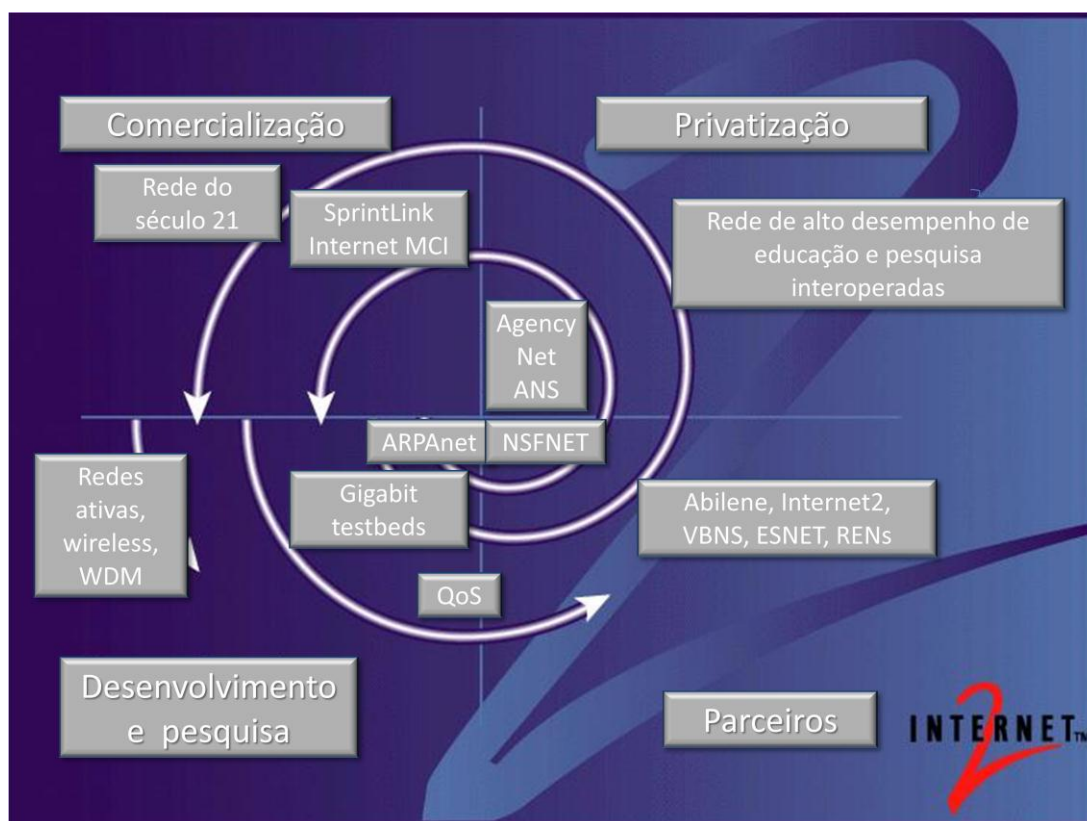 Comercialização
Privatização
Rede do
século 21
SprintLink
Internet MCI
Rede de alto desempenho de
educação e pesquisa
interoperadas
Agency
Net
ANS
ARPAnet
NSFNET
Redes
ativas,
wireless,
WDM
Gigabit
testbeds
Abilene, Internet2,
VBNS, ESNET, RENs
QoS
Desenvolvimento
e pesquisa
Parceiros
INTERNET 2 TM